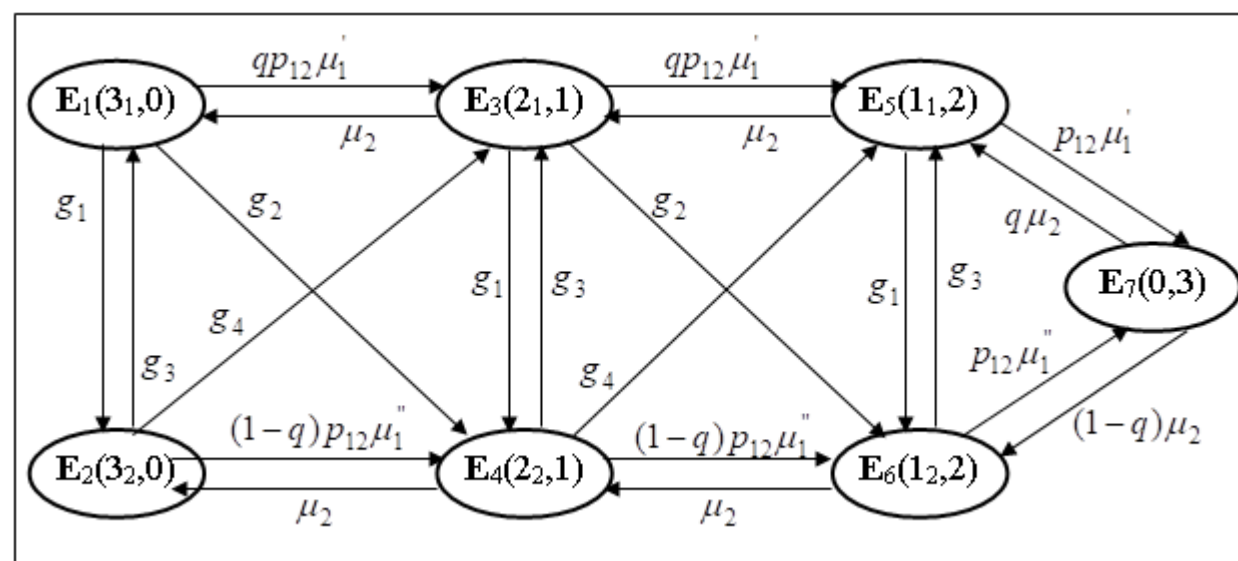 qp₁₂μ₁' qp₁₂μ₁'
E₁(3₁,0) E₃(2₁,1) E₅(1₁,2)
μ₂ μ₂ p₁₂μ₁'
g₁ g₂ g₂ qμ₂
g₁ g₃ g₁ g₃ E₇(0,3)
g₄
g₃ g₄ p₁₂μ₁"
(1−q)p₁₂μ₁" (1−q)p₁₂μ₁" (1−q)μ₂
E₂(3₂,0) E₄(2₂,1) E₆(1₂,2)
μ₂ μ₂